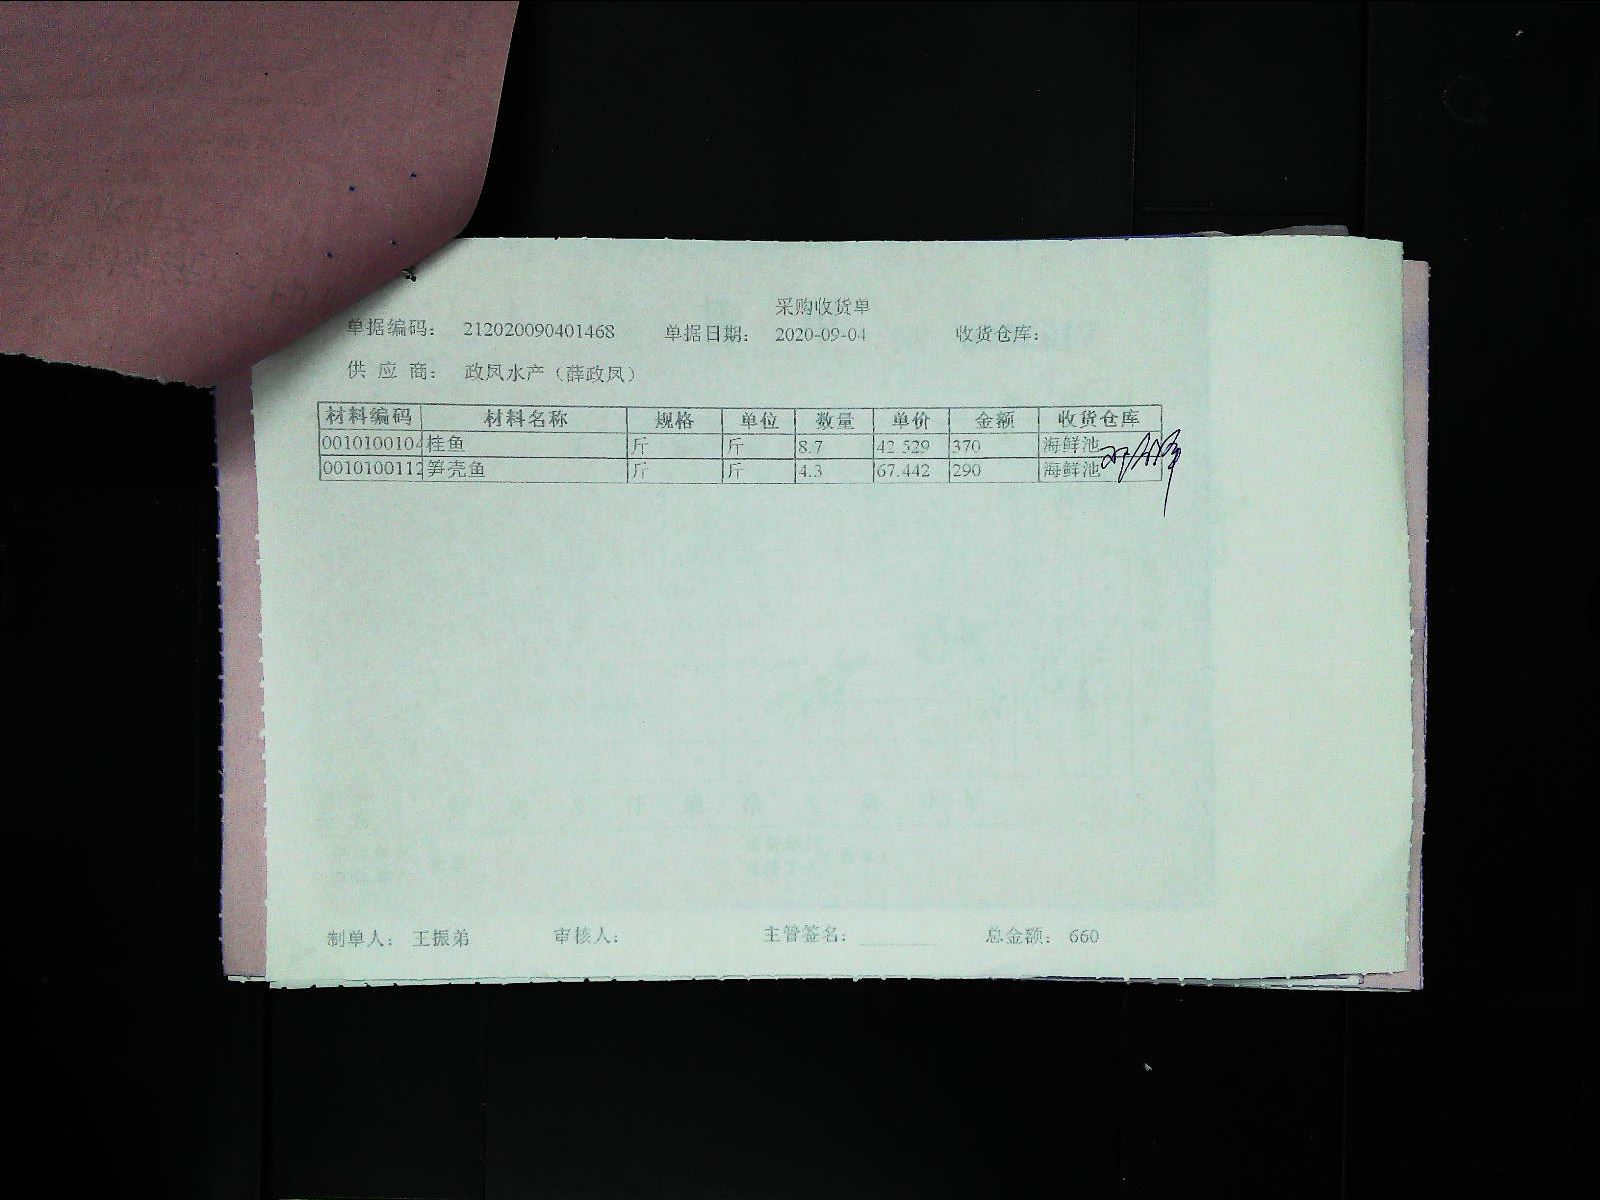 采购收货单
单据编码： 212020090401468 单据日期： 2020-09-04 收货仓库：
供 应 商： 政凤水产（薛政凤）
材料编码 材料名称 规格 单位 数量 单价 金额 收货仓库
0010100104 桂鱼 斤 斤 8.7 42.529 370 海鲜池
0010100112 笋壳鱼 斤 斤 4.3 67.442 290 海鲜池
制单人： 王振弟 审核人： 主管签名： 总金额： 660